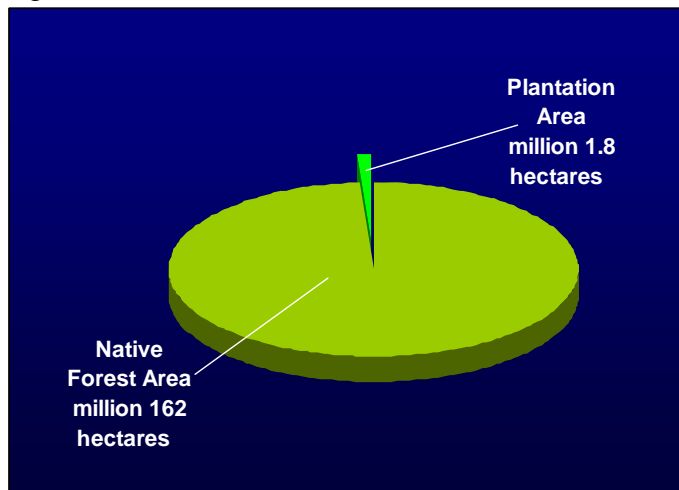 Plantation
Area
million 1.8
hectares
Native
Forest Area
million 162
hectares